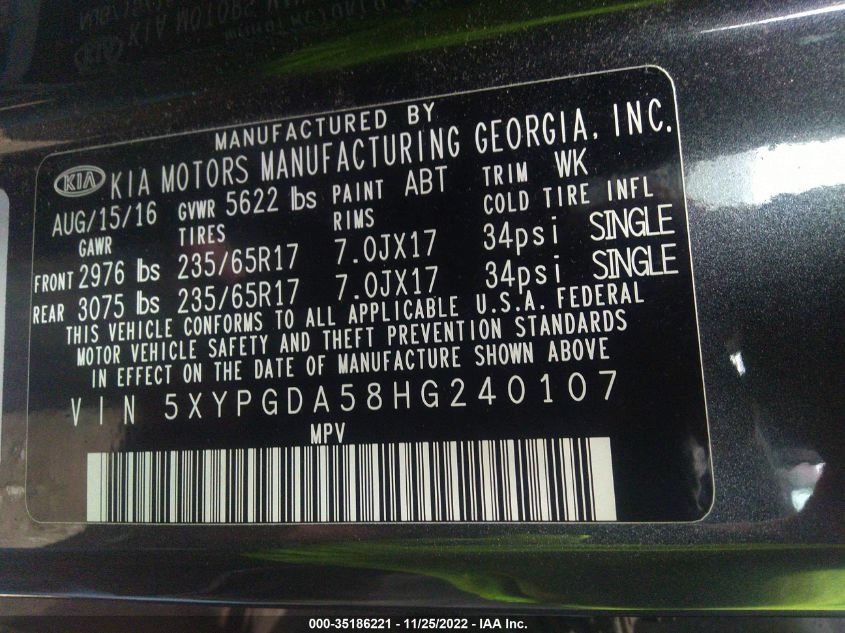 MANUFACTURED BY
KIA KIA MOTORS MANUFACTURING GEORGIA, INC.
AUG/15/16 GVWR 5622 lbs PAINT ABT TRIM WK
GAWR TIRES RIMS COLD TIRE INFL
FRONT 2976 lbs 235/65R17 7.0JX17 34psi SINGLE
REAR 3075 lbs 235/65R17 7.0JX17 34psi SINGLE
THIS VEHICLE CONFORMS TO ALL APPLICABLE U.S.A. FEDERAL
MOTOR VEHICLE SAFETY AND THEFT PREVENTION STANDARDS
IN EFFECT ON THE DATE OF MANUFACTURE SHOWN ABOVE
VIN 5XYPGDA58HG240107
MPV
000-35186221 - 11/25/2022 - IAA Inc.